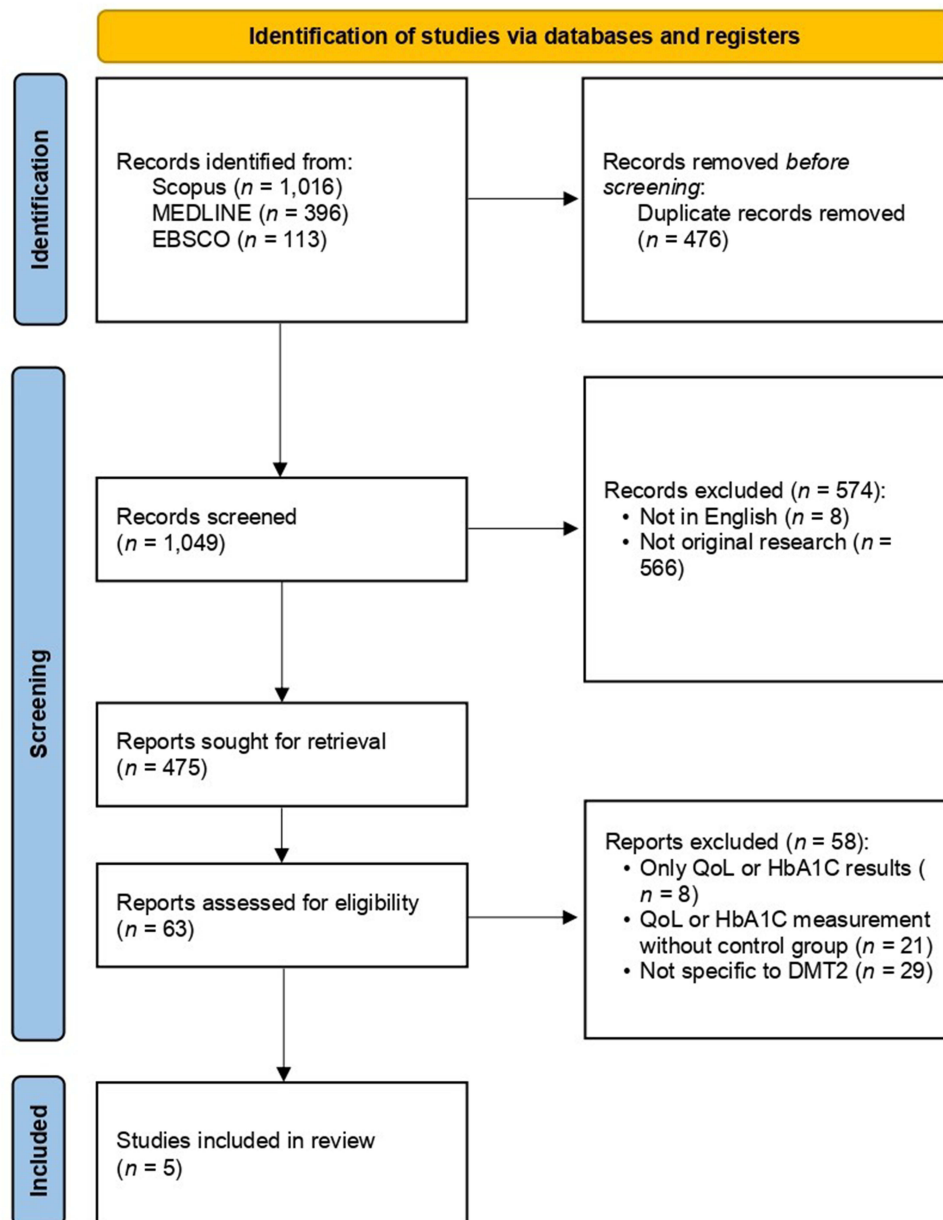 Identification of studies via databases and registers
Identification
Records identified from:
Scopus (n = 1,016)
MEDLINE (n = 396)
EBSCO (n = 113)
Records removed before
screening:
Duplicate records removed
(n = 476)
Screening
Records screened
(n = 1,049)
Records excluded (n = 574):
• Not in English (n = 8)
• Not original research (n =
566)
Reports sought for retrieval
(n = 475)
Reports assessed for eligibility
(n = 63)
Reports excluded (n = 58):
• Only QoL or HbA1C results (
n = 8)
• QoL or HbA1C measurement
without control group (n = 21)
• Not specific to DMT2 (n = 29)
Included
Studies included in review
(n = 5)